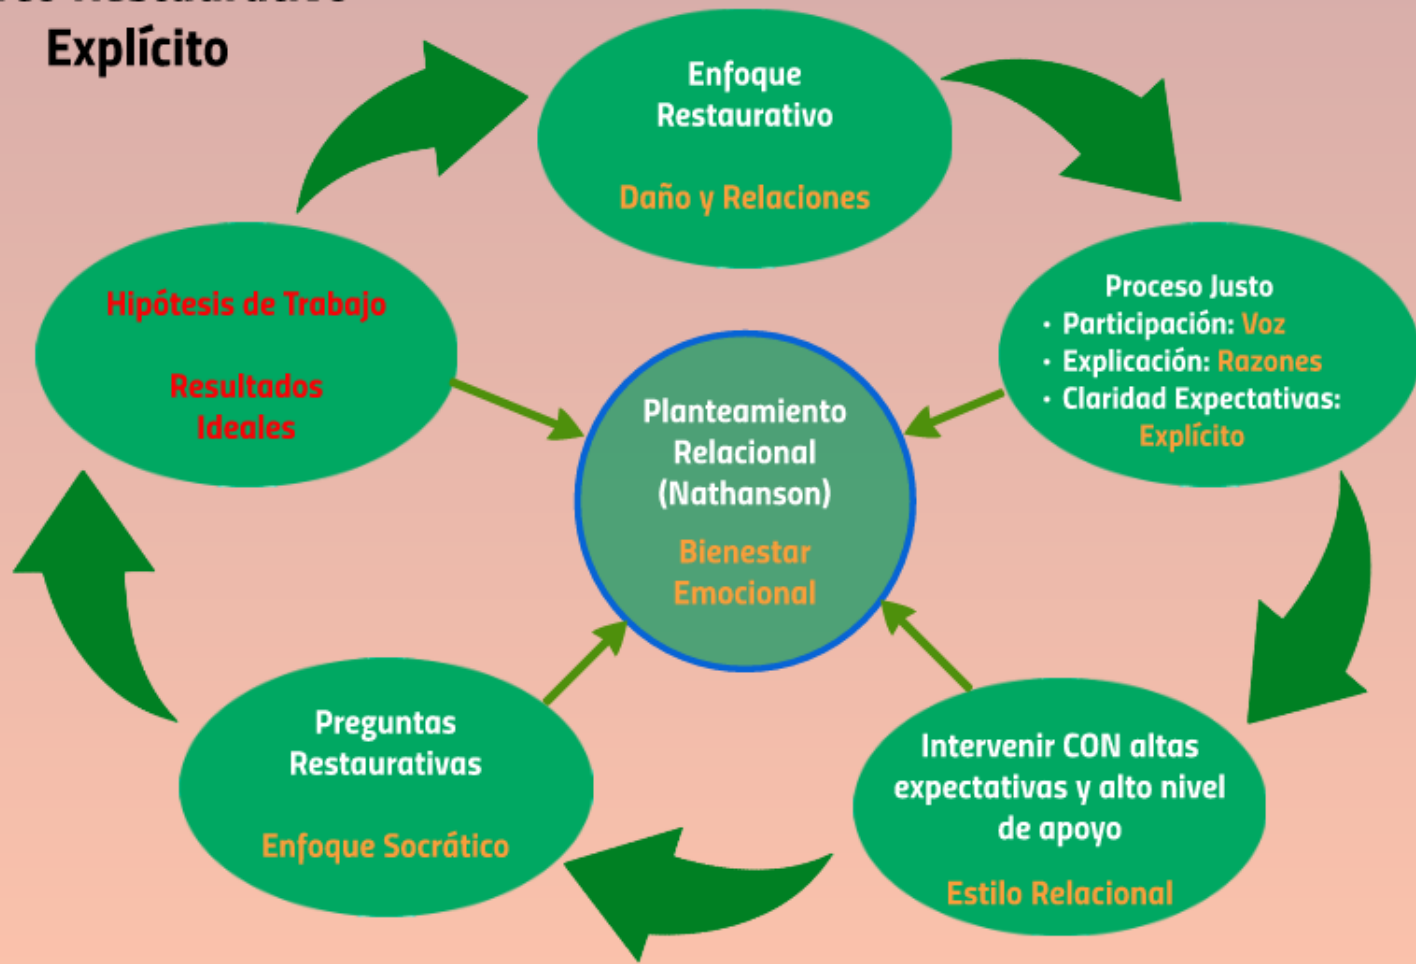 Explícito
Enfoque
Restaurativo
Daño y Relaciones
Proceso Justo
• Participación: Voz
• Explicación: Razones
• Claridad Expectativas:
Explícito
Hipótesis de Trabajo
Resultados
Ideales
Planteamiento
Relacional
(Nathanson)
Bienestar
Emocional
Preguntas
Restaurativas
Enfoque Socrático
Intervenir CON altas
expectativas y alto nivel
de apoyo
Estilo Relacional